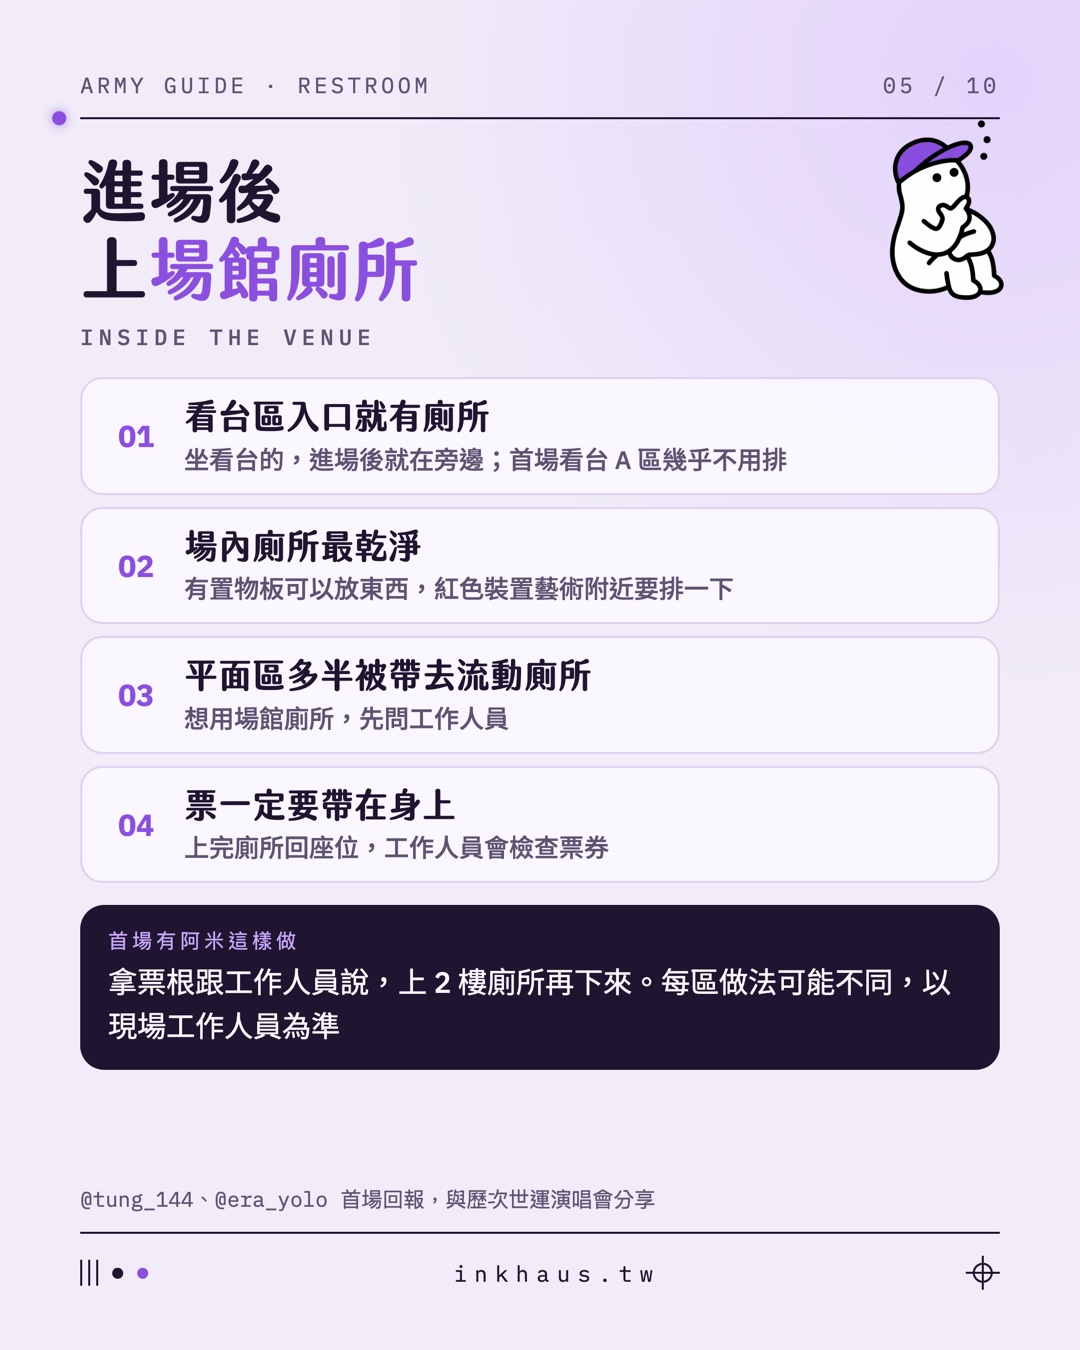 ARMY GUIDE · RESTROOM
05 / 10
進場後
上場館廁所
INSIDE THE VENUE
01
看台區入口就有廁所
坐看台的，進場後就在旁邊；首場看台 A 區幾乎不用排
02
場內廁所最乾淨
有置物板可以放東西，紅色裝置藝術附近要排一下
03
平面區多半被帶去流動廁所
想用場館廁所，先問工作人員
04
票一定要帶在身上
上完廁所回座位，工作人員會檢查票券
首場有阿米這樣做
拿票根跟工作人員說，上 2 樓廁所再下來。每區做法可能不同，以
現場工作人員為準
@tung_144、@era_yolo 首場回報，與歷次世運演唱會分享
inkhaus.tw